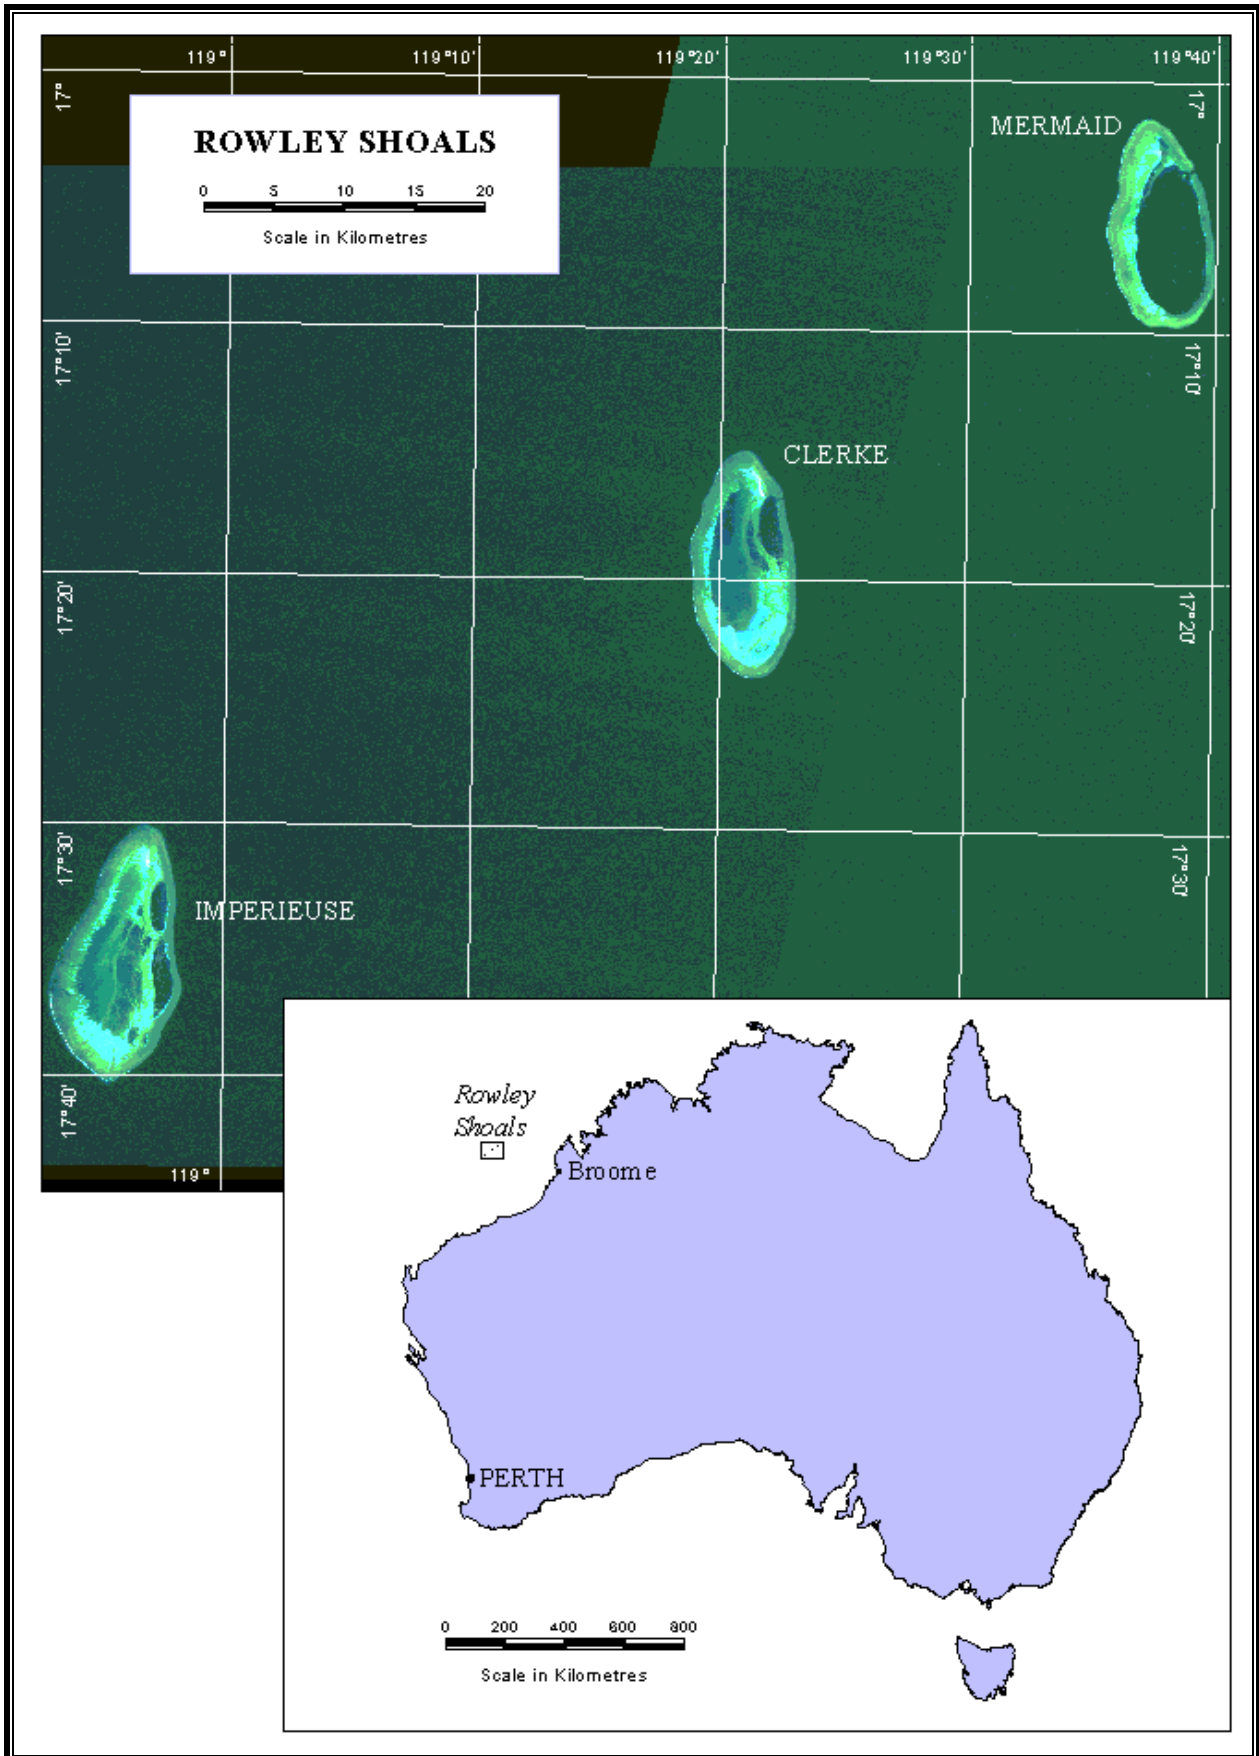 119° 119°10' 119°20' 119°30' 119°40'
17° 17°
MERMAID
ROWLEY SHOALS
0 5 10 15 20
Scale in Kilometres
17°10' 17°10'
CLERKE
17°20' 17°20'
17°30' 17°30'
IMPERIEUSE
17°40'
119°
Rowley
Shoals
Broome
PERTH
0 200 400 600 800
Scale in Kilometres